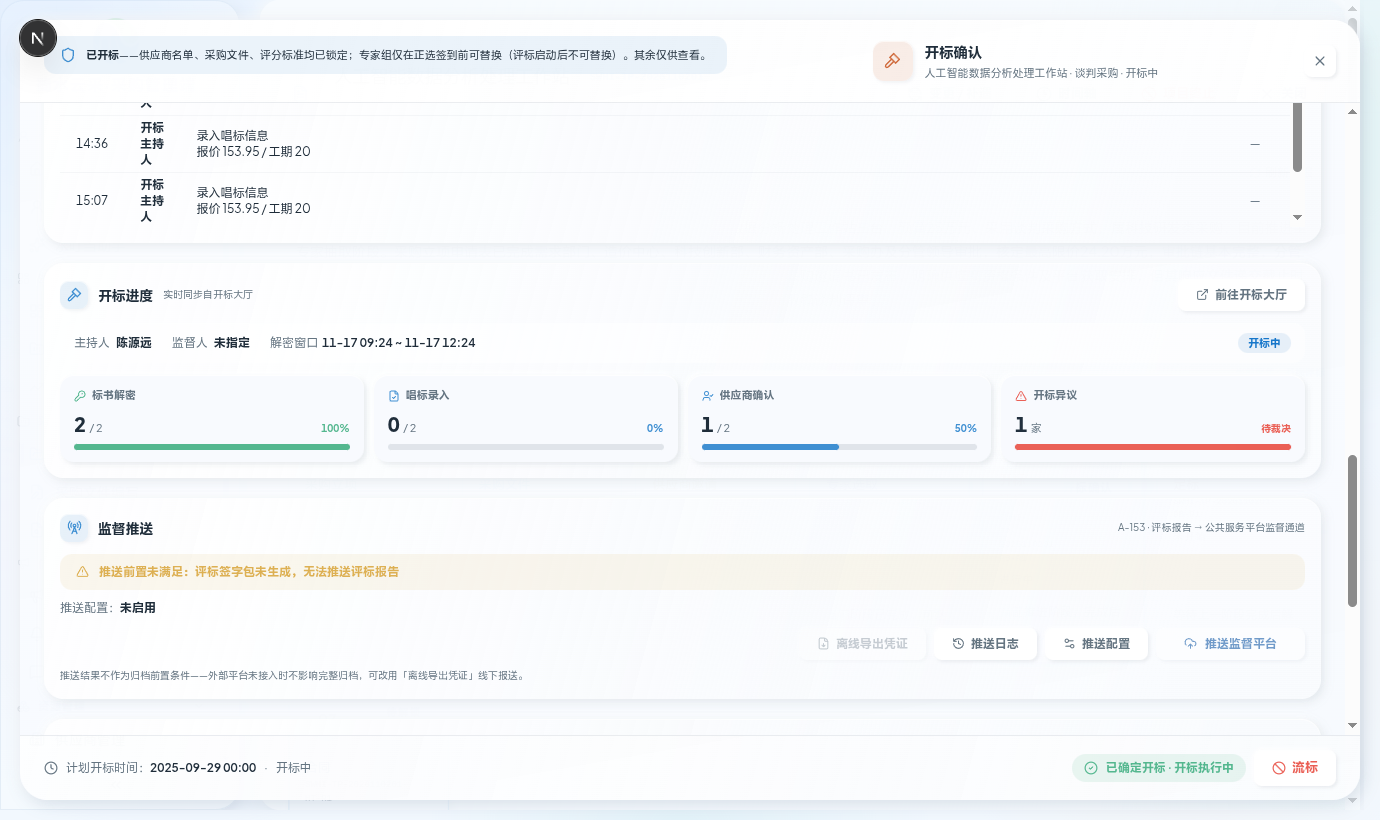 N
已开标——供应商名单、采购文件、评分标准均已锁定；专家组仅在正选签到前可替换（评标启动后不可替换）。其余仅供查看。
开标确认
人工智能数据分析处理工作站 · 谈判采购 · 开标中
人
14:36
开标主持人
录入唱标信息
报价 153.95 / 工期 20
—
15:07
开标主持人
录入唱标信息
报价 153.95 / 工期 20
—
开标进度 实时同步自开标大厅
前往开标大厅
主持人 陈源远 监督人 未指定 解密窗口 11-17 09:24 ~ 11-17 12:24
开标中
标书解密
2 / 2
100%
唱标录入
0 / 2
0%
供应商确认
1 / 2
50%
开标异议
1 家
待裁决
监督推送
A-153 · 评标报告 → 公共服务平台监督通道
推送前置未满足：评标签字包未生成，无法推送评标报告
推送配置：未启用
离线导出凭证
推送日志
推送配置
推送监督平台
推送结果不作为归档前置条件——外部平台未接入时不影响完整归档，可改用「离线导出凭证」线下报送。
计划开标时间：2025-09-29 00:00 · 开标中
已确定开标 · 开标执行中
流标